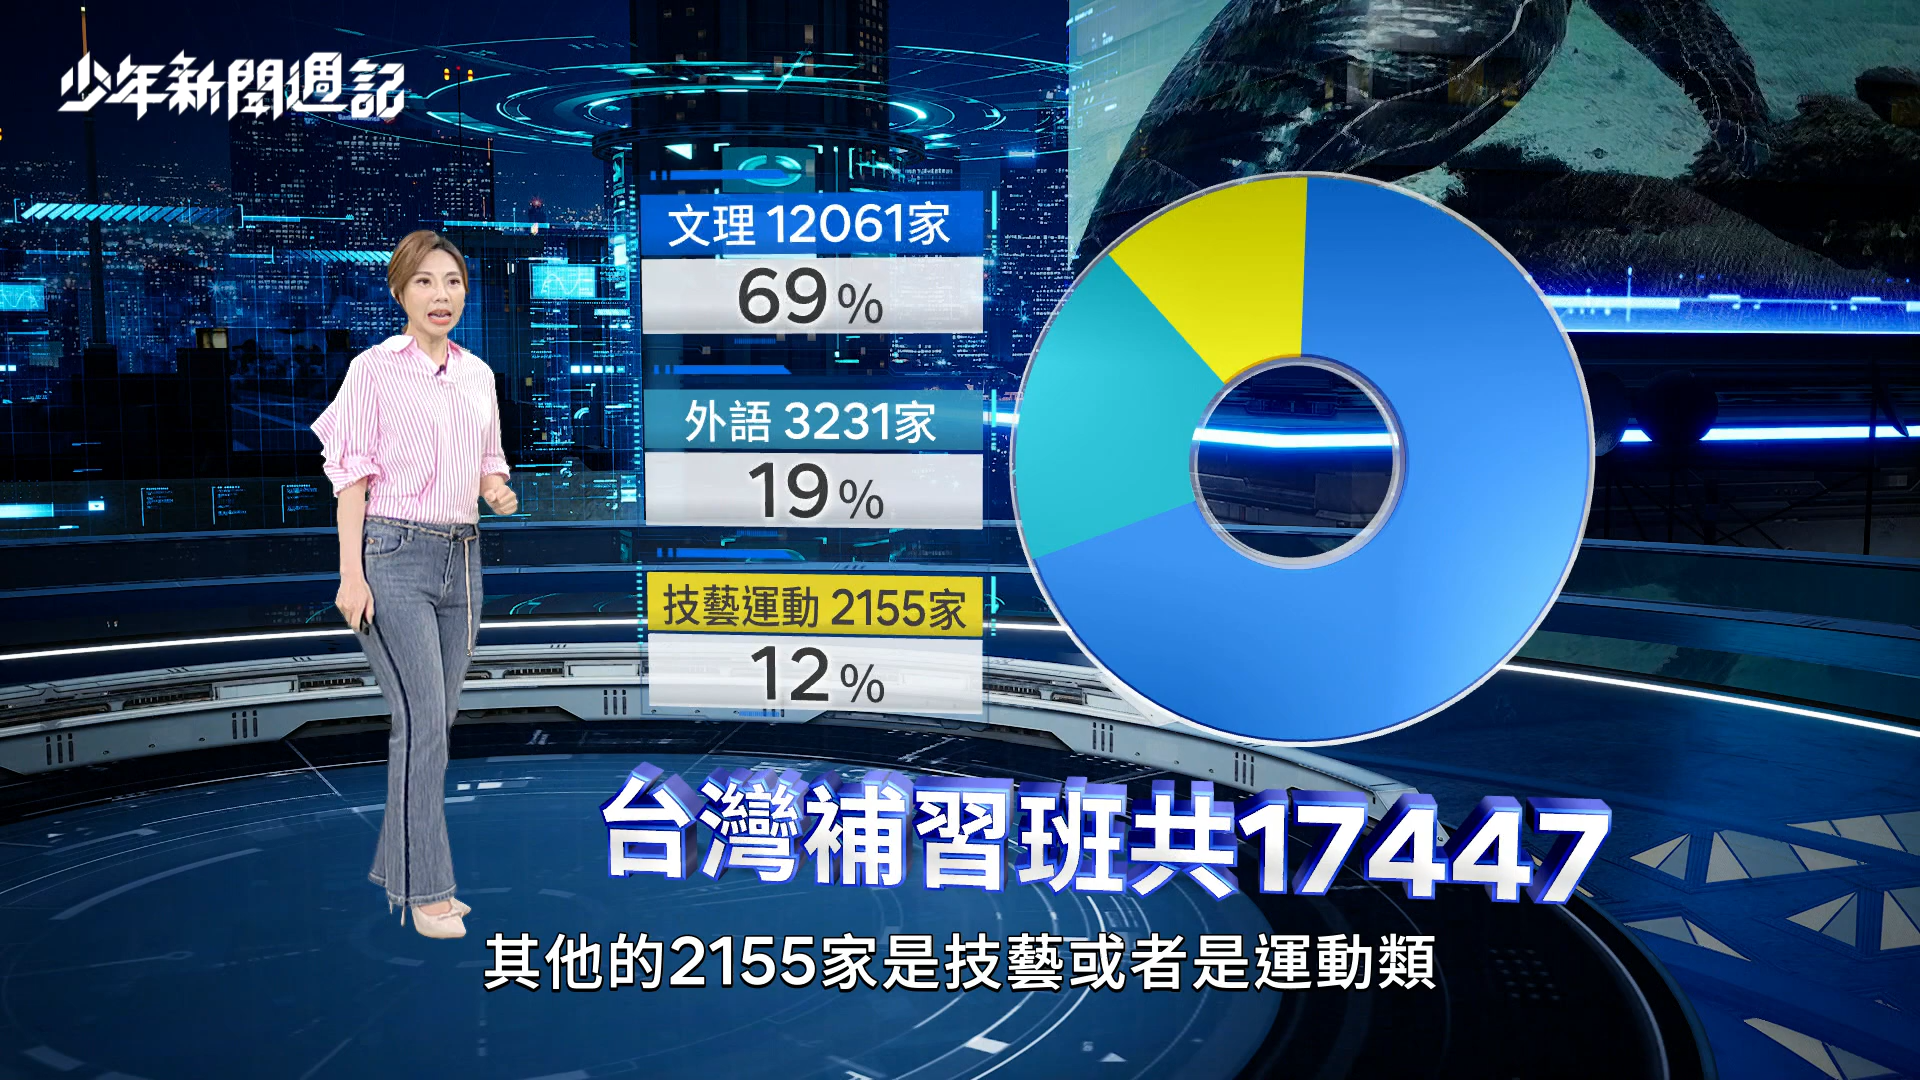 少年新聞週記
文理 12061家
69%
外語 3231家
19%
技藝運動 2155家
12%
台灣補習班共17447
其他的2155家是技藝或者是運動類